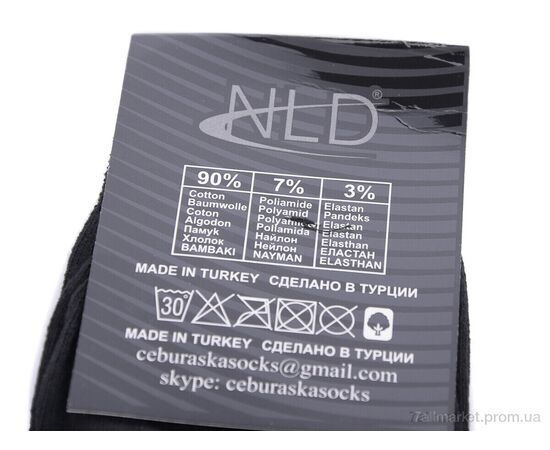 NLD®
90% 7% 3%
Cotton Poliamide Elastan
Baumwolle Polyamid Pandeks
Coton Polyamid Elastan
Algodon Poliamida Elastan
Памук Найлон Elasthan
Хлопок Нейлон ЕЛАСТАН
BAMBAKI NAYMAN ELASTHAN
MADE IN TURKEY СДЕЛАНО В ТУРЦИИ
30°
MADE IN TURKEY СДЕЛАНО В ТУРЦИИ
ceburaskasocks@gmail.com
skype: ceburaskasocks
7allmarket.prom.ua